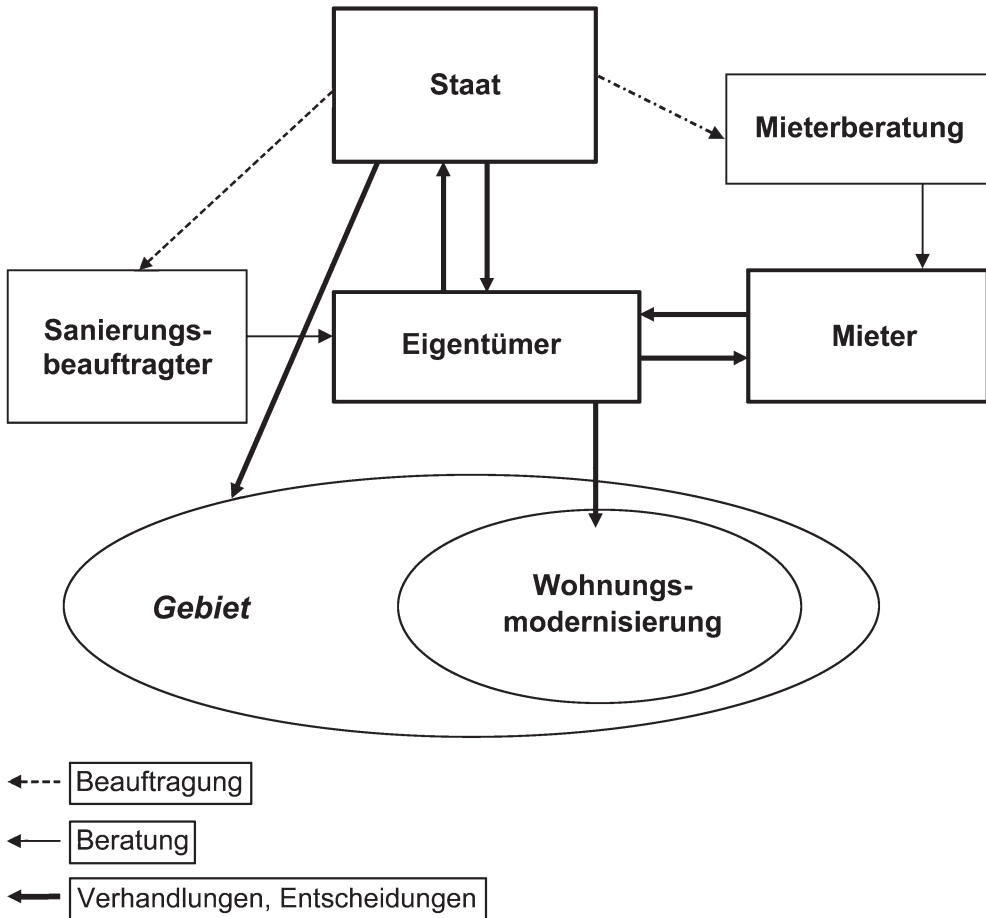 Staat
Mieterberatung
Sanierungs-
beauftragter
Eigentümer
Mieter
Gebiet
Wohnungs-
modernisierung
Beauftragung
Beratung
Verhandlungen, Entscheidungen